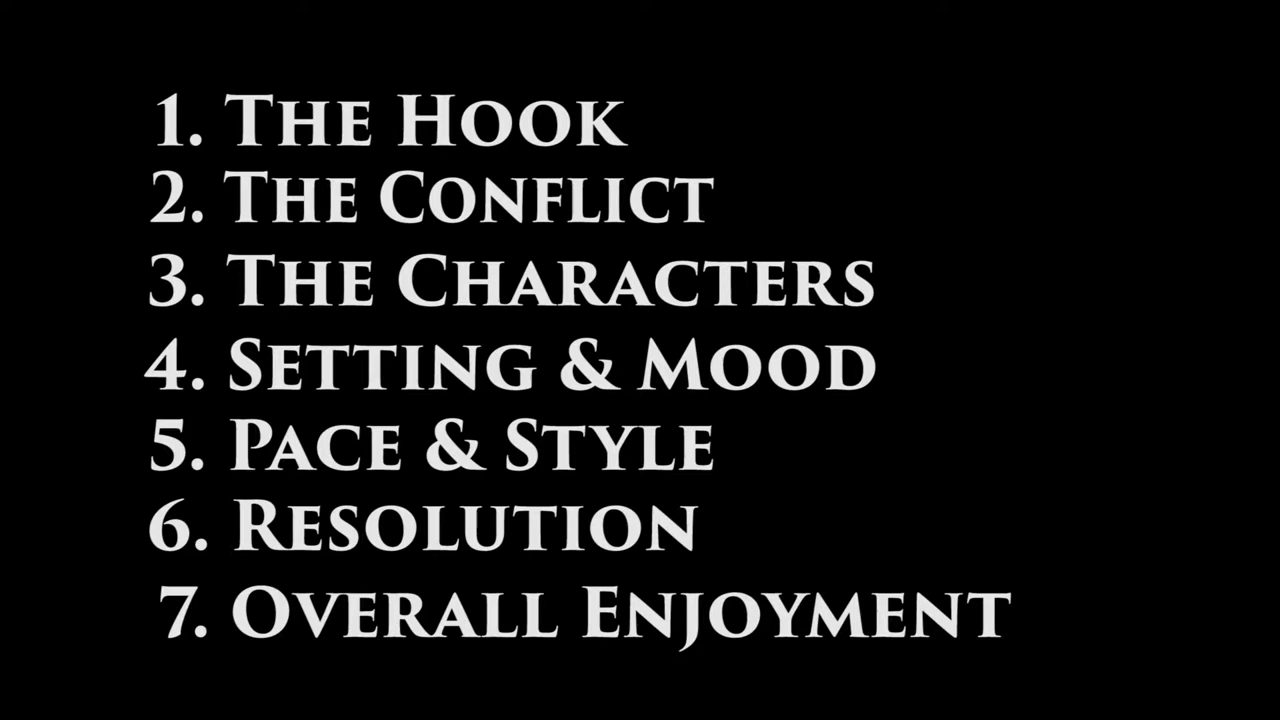 1. The Hook
2. The Conflict
3. The Characters
4. Setting & Mood
5. Pace & Style
6. Resolution
7. Overall Enjoyment